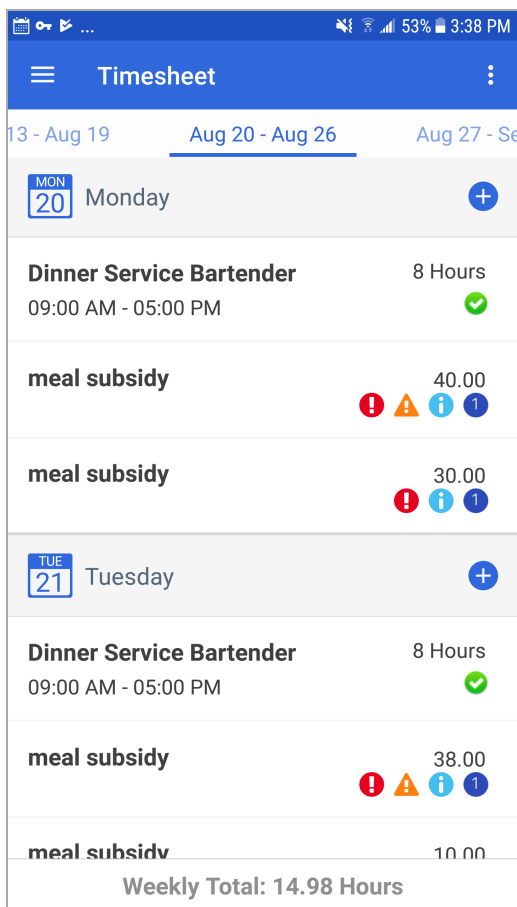 ... 53% 3:38 PM
Timesheet
13 - Aug 19 Aug 20 - Aug 26 Aug 27 - Se
MON
20 Monday
Dinner Service Bartender 8 Hours
09:00 AM - 05:00 PM
meal subsidy 40.00
1
meal subsidy 30.00
1
TUE
21 Tuesday
Dinner Service Bartender 8 Hours
09:00 AM - 05:00 PM
meal subsidy 38.00
1
meal subsidy 10.00
Weekly Total: 14.98 Hours